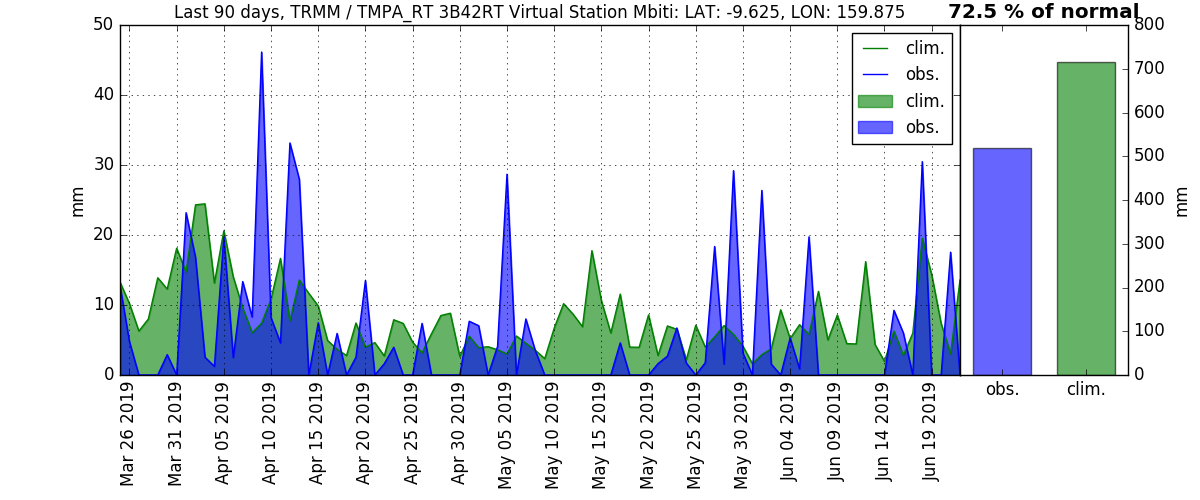 Last 90 days, TRMM / TMPA_RT 3B42RT Virtual Station Mbiti: LAT: -9.625, LON: 159.875
72.5 % of normal
50
40
30
20
10
0
mm
clim.
obs.
clim.
obs.
800
700
600
500
400
300
200
100
0
mm
Mar 26 2019
Mar 31 2019
Apr 05 2019
Apr 10 2019
Apr 15 2019
Apr 20 2019
Apr 25 2019
Apr 30 2019
May 05 2019
May 10 2019
May 15 2019
May 20 2019
May 25 2019
May 30 2019
Jun 04 2019
Jun 09 2019
Jun 14 2019
Jun 19 2019
obs.
clim.